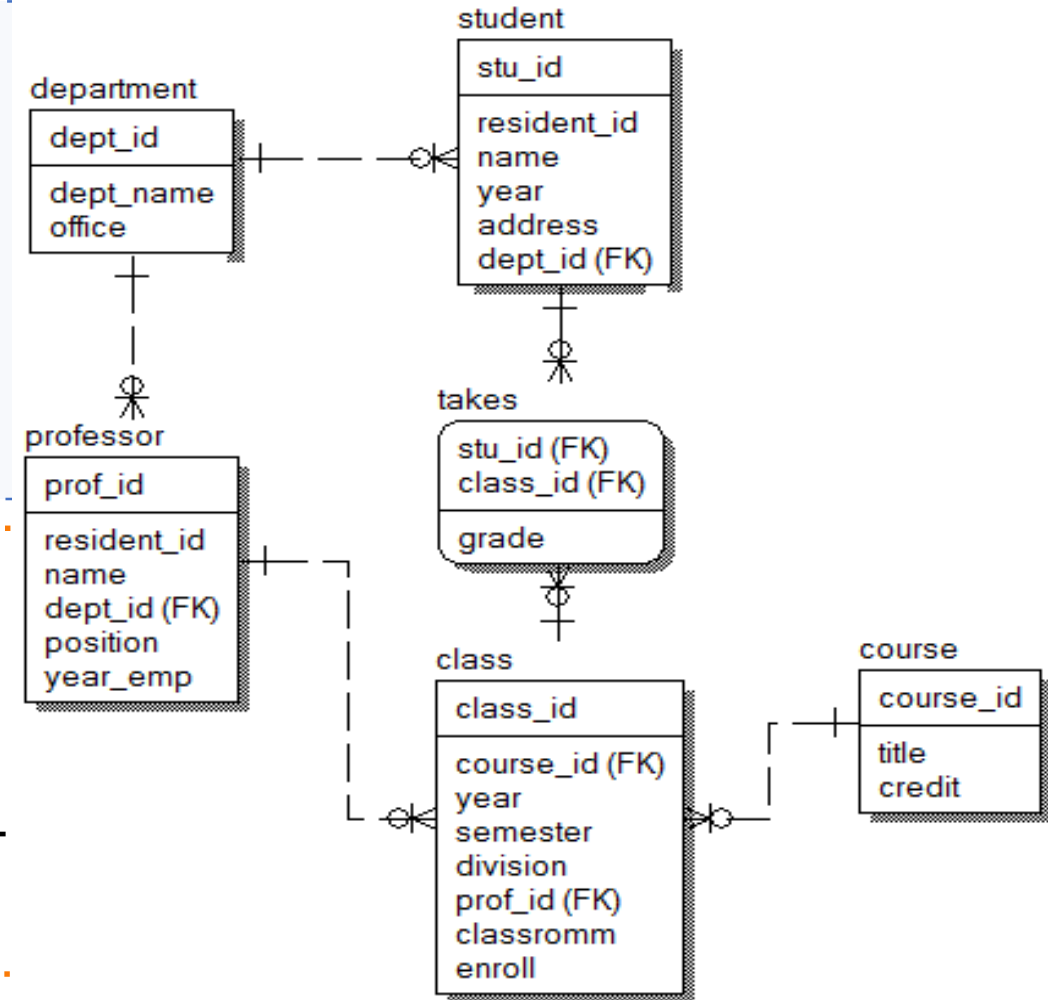 student
stu_id
resident_id
name
year
address
dept_id (FK)
department
dept_id
dept_name
office
takes
stu_id (FK)
class_id (FK)
grade
professor
prof_id
resident_id
name
dept_id (FK)
position
year_emp
class
class_id
course_id (FK)
year
semester
division
prof_id (FK)
classromm
enroll
course
course_id
title
credit